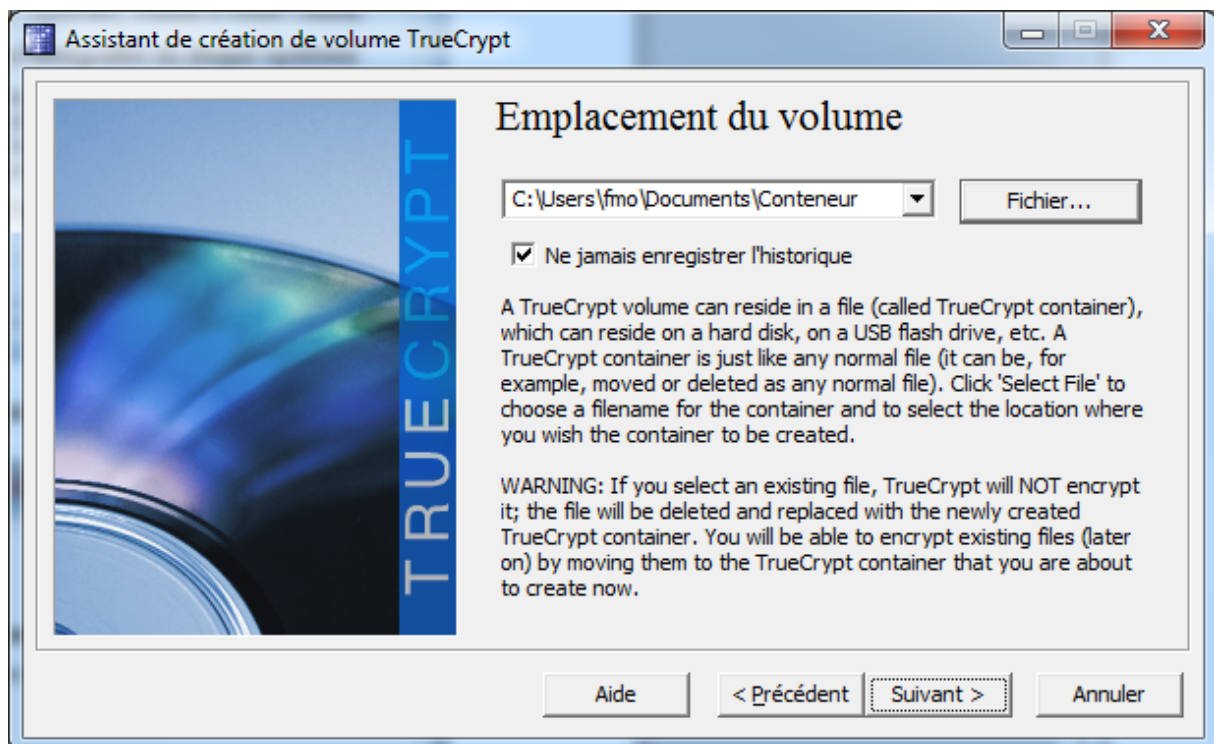 Assistant de création de volume TrueCrypt
TRUECRYPT
Emplacement du volume
C:\Users\fmo\Documents\Conteneur
Fichier...
Ne jamais enregistrer l'historique
A TrueCrypt volume can reside in a file (called TrueCrypt container),
which can reside on a hard disk, on a USB flash drive, etc. A
TrueCrypt container is just like any normal file (it can be, for
example, moved or deleted as any normal file). Click 'Select File' to
choose a filename for the container and to select the location where
you wish the container to be created.
WARNING: If you select an existing file, TrueCrypt will NOT encrypt
it; the file will be deleted and replaced with the newly created
TrueCrypt container. You will be able to encrypt existing files (later
on) by moving them to the TrueCrypt container that you are about
to create now.
Aide
< Précédent
Suivant >
Annuler